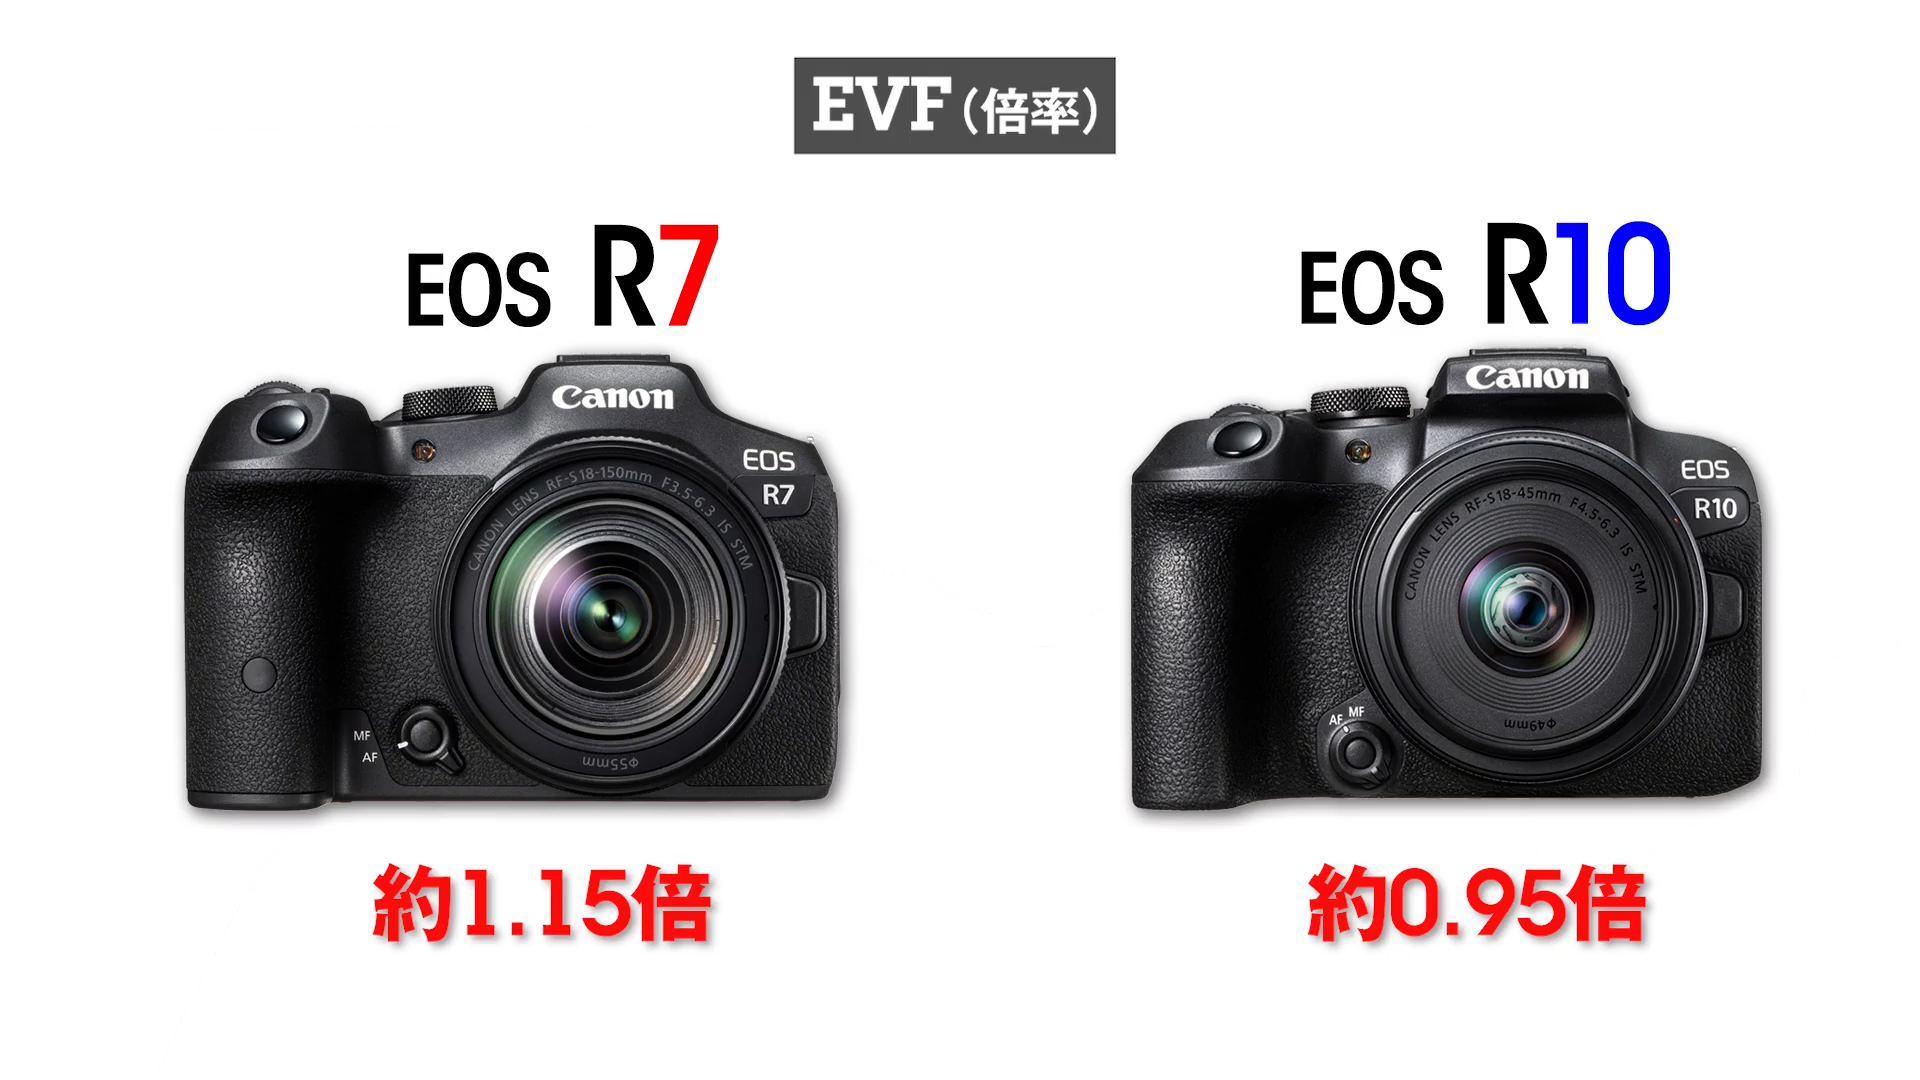 EVF（倍率）
EOS R7
EOS R10
Canon
EOS
R7
CANON LENS RF-S18-150mm F3.5-6.3 IS STM
MF
AF
Φ55mm
Canon
EOS
R10
CANON LENS RF-S18-45mm F4.5-6.3 IS STM
AF MF
Φ49mm
約1.15倍
約0.95倍